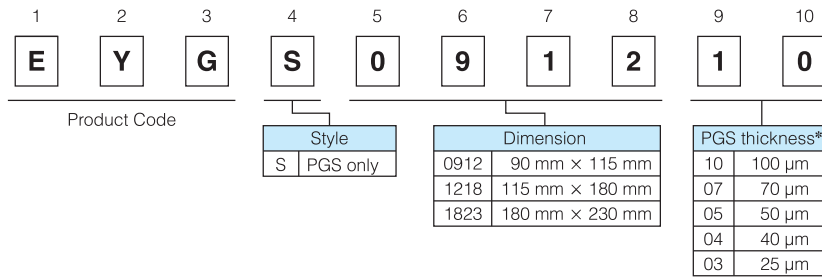 1 2 3 4 5 6 7 8 9 10
E Y G S 0 9 1 2 1 0
Product Code
Style
S PGS only
Dimension
0912 90 mm × 115 mm
1218 115 mm × 180 mm
1823 180 mm × 230 mm
PGS thickness*
10 100 μm
07 70 μm
05 50 μm
04 40 μm
03 25 μm